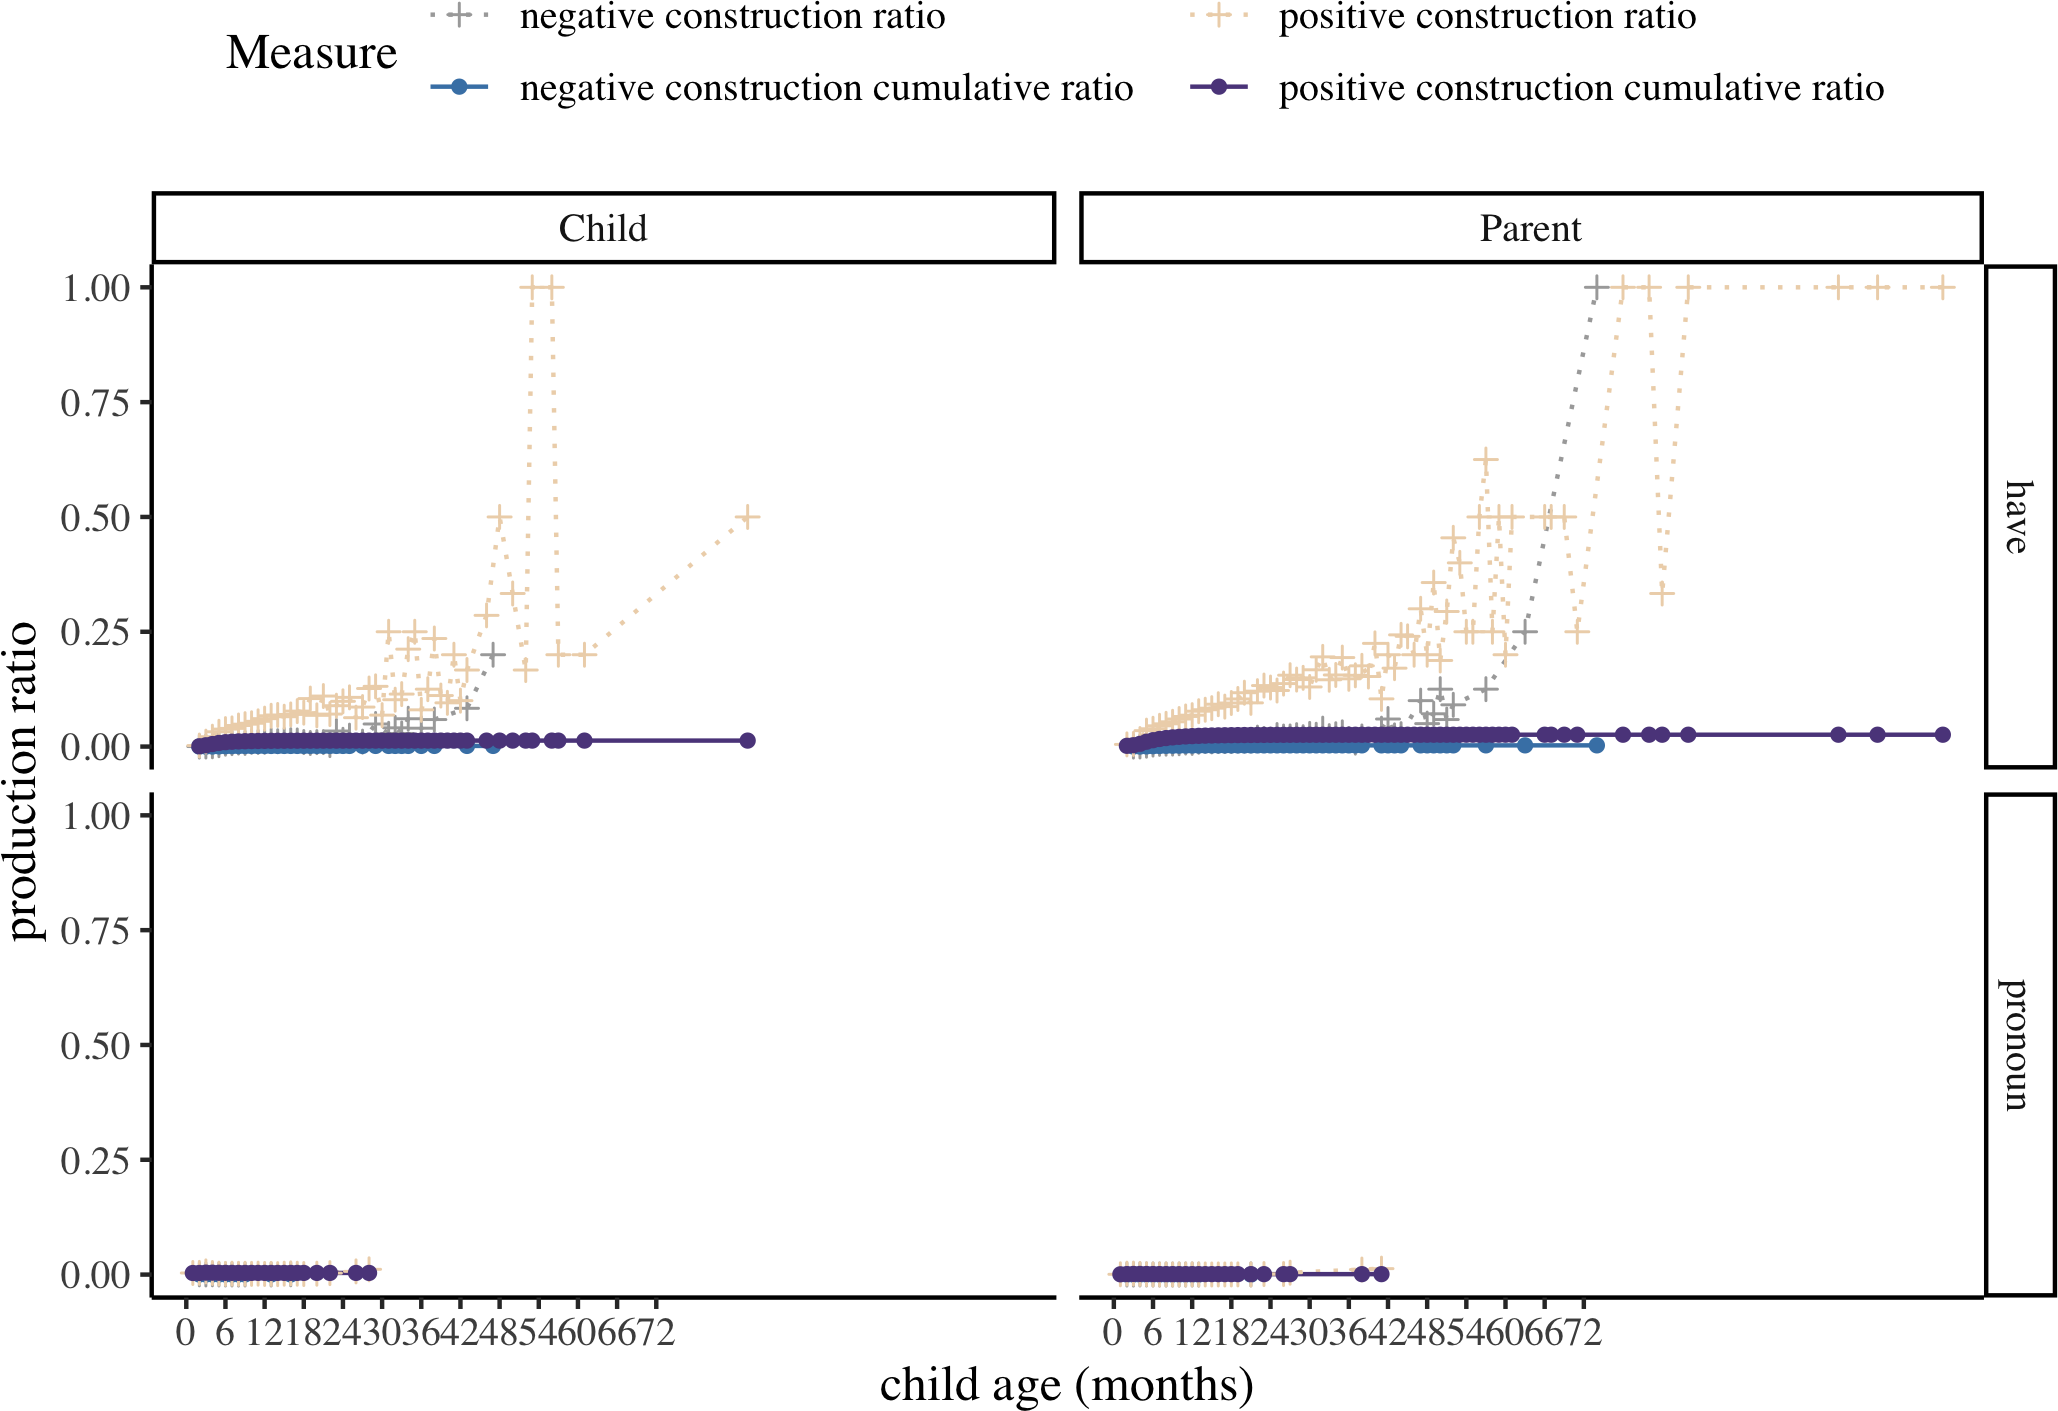 Measure
negative construction ratio
positive construction ratio
negative construction cumulative ratio
positive construction cumulative ratio
Child
Parent
1.00
0.75
0.50
0.25
0.00
have
1.00
0.75
0.50
0.25
0.00
pronoun
production ratio
0 6 12 18 24 30 36 42 48 54 60 66 72
0 6 12 18 24 30 36 42 48 54 60 66 72
child age (months)